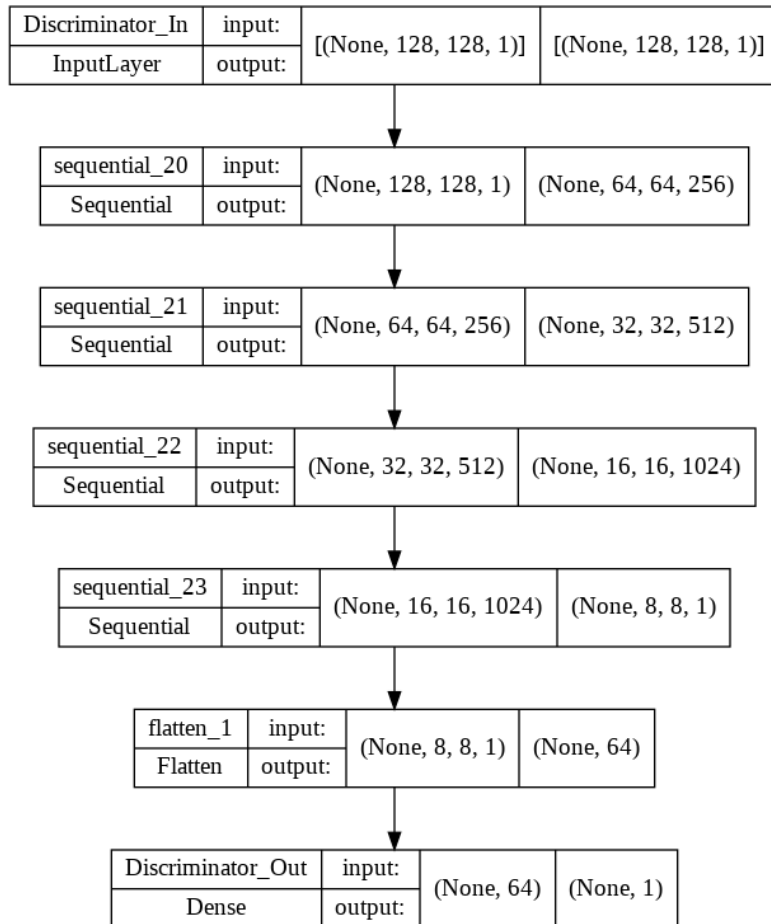 Discriminator_In input: [(None, 128, 128, 1)] [(None, 128, 128, 1)]
InputLayer output:
sequential_20 input: (None, 128, 128, 1) (None, 64, 64, 256)
Sequential output:
sequential_21 input: (None, 64, 64, 256) (None, 32, 32, 512)
Sequential output:
sequential_22 input: (None, 32, 32, 512) (None, 16, 16, 1024)
Sequential output:
sequential_23 input: (None, 16, 16, 1024) (None, 8, 8, 1)
Sequential output:
flatten_1 input: (None, 8, 8, 1) (None, 64)
Flatten output:
Discriminator_Out input: (None, 64) (None, 1)
Dense output: